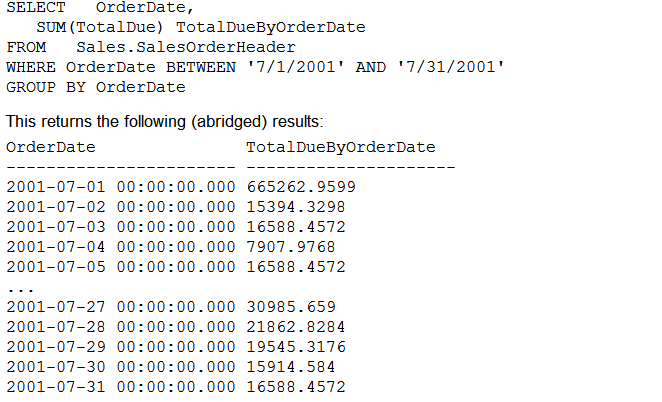 SELECT   OrderDate,
   SUM(TotalDue) TotalDueByOrderDate
FROM   Sales.SalesOrderHeader
WHERE OrderDate BETWEEN '7/1/2001' AND '7/31/2001'
GROUP BY OrderDate
This returns the following (abridged) results:
OrderDate               TotalDueByOrderDate
----------------------- ---------------------
2001-07-01 00:00:00.000 665262.9599
2001-07-02 00:00:00.000 15394.3298
2001-07-03 00:00:00.000 16588.4572
2001-07-04 00:00:00.000 7907.9768
2001-07-05 00:00:00.000 16588.4572
...
2001-07-27 00:00:00.000 30985.659
2001-07-28 00:00:00.000 21862.8284
2001-07-29 00:00:00.000 19545.3176
2001-07-30 00:00:00.000 15914.584
2001-07-31 00:00:00.000 16588.4572